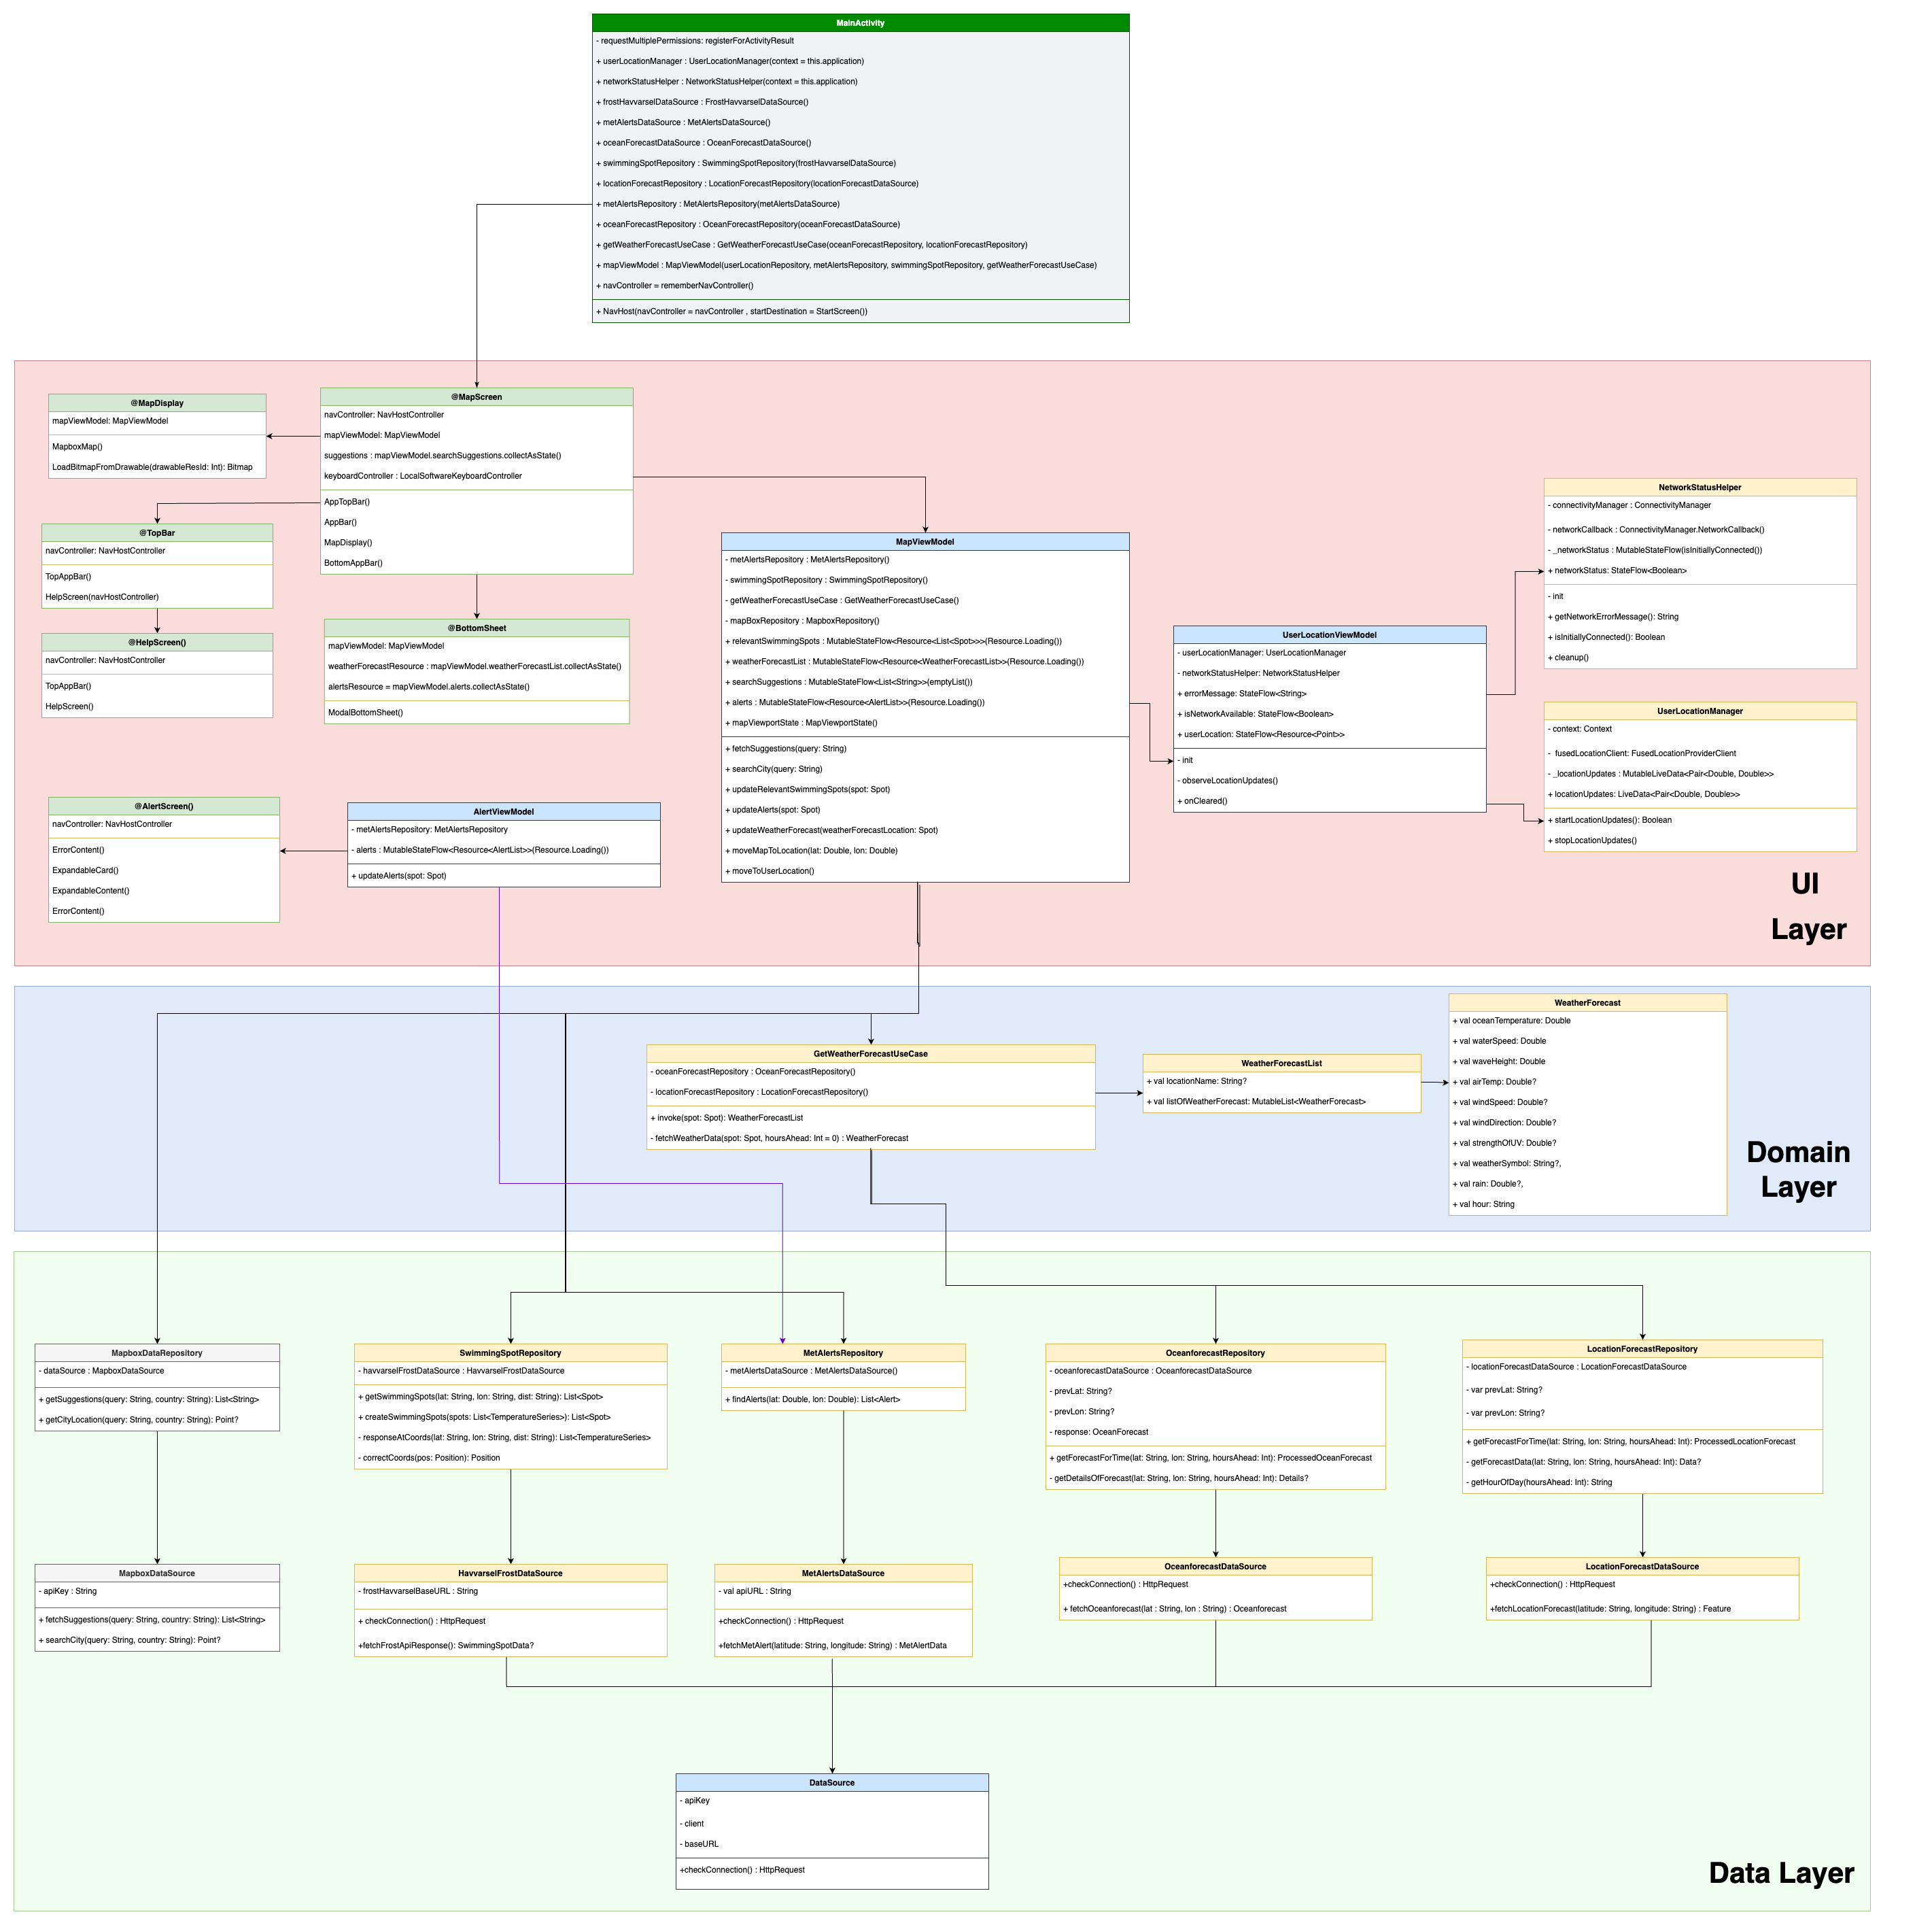 MainActivity
- requestMultiplePermissions: registerForActivityResult
+ userLocationManager : UserLocationManager(context = this.application)
+ networkStatusHelper : NetworkStatusHelper(context = this.application)
+ frostHavvarselDataSource : FrostHavvarselDataSource()
+ metAlertsDataSource : MetAlertsDataSource()
+ oceanForecastDataSource : OceanForecastDataSource()
+ swimmingSpotRepository : SwimmingSpotRepository(frostHavvarselDataSource)
+ locationForecastRepository : LocationForecastRepository(locationForecastDataSource)
+ metAlertsRepository : MetAlertsRepository(metAlertsDataSource)
+ oceanForecastRepository : OceanForecastRepository(oceanForecastDataSource)
+ getWeatherForecastUseCase : GetWeatherForecastUseCase(oceanForecastRepository, locationForecastRepository)
+ mapViewModel : MapViewModel(userLocationRepository, metAlertsRepository, swimmingSpotRepository, getWeatherForecastUseCase)
+ navController = rememberNavController()
+ NavHost(navController = navController , startDestination = StartScreen())
@MapDisplay
mapViewModel: MapViewModel
MapboxMap()
LoadBitmapFromDrawable(drawableResId: Int): Bitmap
@MapScreen
navController: NavHostController
mapViewModel: MapViewModel
suggestions : mapViewModel.searchSuggestions.collectAsState()
keyboardController : LocalSoftwareKeyboardController
AppTopBar()
AppBar()
MapDisplay()
BottomAppBar()
@TopBar
navController: NavHostController
TopAppBar()
HelpScreen(navHostController)
@HelpScreen()
navController: NavHostController
TopAppBar()
HelpScreen()
@BottomSheet
mapViewModel: MapViewModel
weatherForecastResource : mapViewModel.weatherForecastList.collectAsState()
alertsResource = mapViewModel.alerts.collectAsState()
ModalBottomSheet()
MapViewModel
- metAlertsRepository : MetAlertsRepository()
- swimmingSpotRepository : SwimmingSpotRepository()
- getWeatherForecastUseCase : GetWeatherForecastUseCase()
- mapBoxRepository : MapboxRepository()
+ relevantSwimmingSpots : MutableStateFlow<Resource<List<Spot>>>(Resource.Loading())
+ weatherForecastList : MutableStateFlow<Resource<WeatherForecastList>>(Resource.Loading())
+ searchSuggestions : MutableStateFlow<List<String>>(emptyList())
+ alerts : MutableStateFlow<Resource<AlertList>>(Resource.Loading())
+ mapViewportState : MapViewportState()
+ fetchSuggestions(query: String)
+ searchCity(query: String)
+ updateRelevantSwimmingSpots(spot: Spot)
+ updateAlerts(spot: Spot)
+ updateWeatherForecast(weatherForecastLocation: Spot)
+ moveMapToLocation(lat: Double, lon: Double)
+ moveToUserLocation()
UserLocationViewModel
- userLocationManager: UserLocationManager
- networkStatusHelper: NetworkStatusHelper
+ errorMessage: StateFlow<String>
+ isNetworkAvailable: StateFlow<Boolean>
+ userLocation: StateFlow<Resource<Point>>
- init
- observeLocationUpdates()
+ onCleared()
NetworkStatusHelper
- connectivityManager : ConnectivityManager
- networkCallback : ConnectivityManager.NetworkCallback()
- _networkStatus : MutableStateFlow(isInitiallyConnected())
+ networkStatus: StateFlow<Boolean>
- init
+ getNetworkErrorMessage(): String
+ isInitiallyConnected(): Boolean
+ cleanup()
UserLocationManager
- context: Context
- fusedLocationClient: FusedLocationProviderClient
- _locationUpdates : MutableLiveData<Pair<Double, Double>>
+ locationUpdates: LiveData<Pair<Double, Double>>
+ startLocationUpdates(): Boolean
+ stopLocationUpdates()
@AlertScreen()
navController: NavHostController
ErrorContent()
ExpandableCard()
ExpandableContent()
ErrorContent()
AlertViewModel
- metAlertsRepository: MetAlertsRepository
- alerts : MutableStateFlow<Resource<AlertList>>(Resource.Loading())
+ updateAlerts(spot: Spot)
UI
Layer
GetWeatherForecastUseCase
- oceanForecastRepository : OceanForecastRepository()
- locationForecastRepository : LocationForecastRepository()
+ invoke(spot: Spot): WeatherForecastList
- fetchWeatherData(spot: Spot, hoursAhead: Int = 0) : WeatherForecast
WeatherForecastList
+ val locationName: String?
+ val listOfWeatherForecast: MutableList<WeatherForecast>
WeatherForecast
+ val oceanTemperature: Double
+ val waterSpeed: Double
+ val waveHeight: Double
+ val airTemp: Double?
+ val windSpeed: Double?
+ val windDirection: Double?
+ val strengthOfUV: Double?
+ val weatherSymbol: String?,
+ val rain: Double?,
+ val hour: String
Domain
Layer
MapboxDataRepository
- dataSource : MapboxDataSource
+ getSuggestions(query: String, country: String): List<String>
+ getCityLocation(query: String, country: String): Point?
SwimmingSpotRepository
- havvarselFrostDataSource : HavvarselFrostDataSource
+ getSwimmingSpots(lat: String, lon: String, dist: String): List<Spot>
+ createSwimmingSpots(spots: List<TemperatureSeries>): List<Spot>
- responseAtCoords(lat: String, lon: String, dist: String): List<TemperatureSeries>
- correctCoords(pos: Position): Position
MetAlertsRepository
- metAlertsDataSource : MetAlertsDataSource()
+ findAlerts(lat: Double, lon: Double): List<Alert>
OceanforecastRepository
- oceanforecastDataSource : OceanforecastDataSource
- prevLat: String?
- prevLon: String?
- response: OceanForecast
+ getForecastForTime(lat: String, lon: String, hoursAhead: Int): ProcessedOceanForecast
- getDetailsOfForecast(lat: String, lon: String, hoursAhead: Int): Details?
LocationForecastRepository
- locationForecastDataSource : LocationForecastDataSource
- var prevLat: String?
- var prevLon: String?
+ getForecastForTime(lat: String, lon: String, hoursAhead: Int): ProcessedLocationForecast
- getForecastData(lat: String, lon: String, hoursAhead: Int): Data?
- getHourOfDay(hoursAhead: Int): String
MapboxDataSource
- apiKey : String
+ fetchSuggestions(query: String, country: String): List<String>
+ searchCity(query: String, country: String): Point?
HavvarselFrostDataSource
- frostHavvarselBaseURL : String
+ checkConnection() : HttpRequest
+fetchFrostApiResponse(): SwimmingSpotData?
MetAlertsDataSource
- val apiURL : String
+checkConnection() : HttpRequest
+fetchMetAlert(latitude: String, longitude: String) : MetAlertData
OceanforecastDataSource
+checkConnection() : HttpRequest
+ fetchOceanforecast(lat : String, lon : String) : Oceanforecast
LocationForecastDataSource
+checkConnection() : HttpRequest
+fetchLocationForecast(latitude: String, longitude: String) : Feature
DataSource
- apiKey
- client
- baseURL
+checkConnection() : HttpRequest
Data Layer